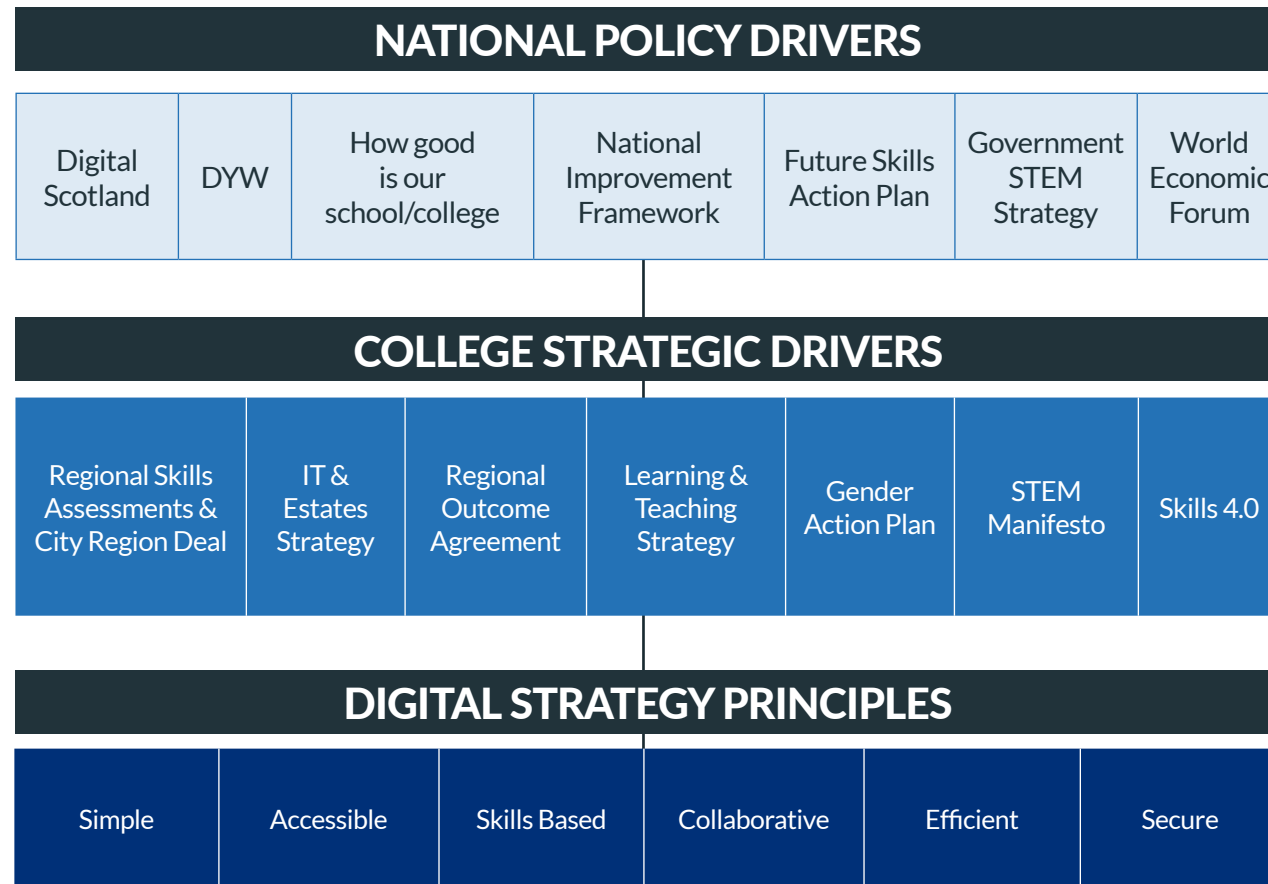 NATIONAL POLICY DRIVERS
Digital
Scotland
DYW
How good
is our
school/college
National
Improvement
Framework
Future Skills
Action Plan
Government
STEM
Strategy
World
Economic
Forum
COLLEGE STRATEGIC DRIVERS
Regional Skills
Assessments &
City Region Deal
IT &
Estates
Strategy
Regional
Outcome
Agreement
Learning &
Teaching
Strategy
Gender
Action Plan
STEM
Manifesto
Skills 4.0
DIGITAL STRATEGY PRINCIPLES
Simple
Accessible
Skills Based
Collaborative
Efficient
Secure